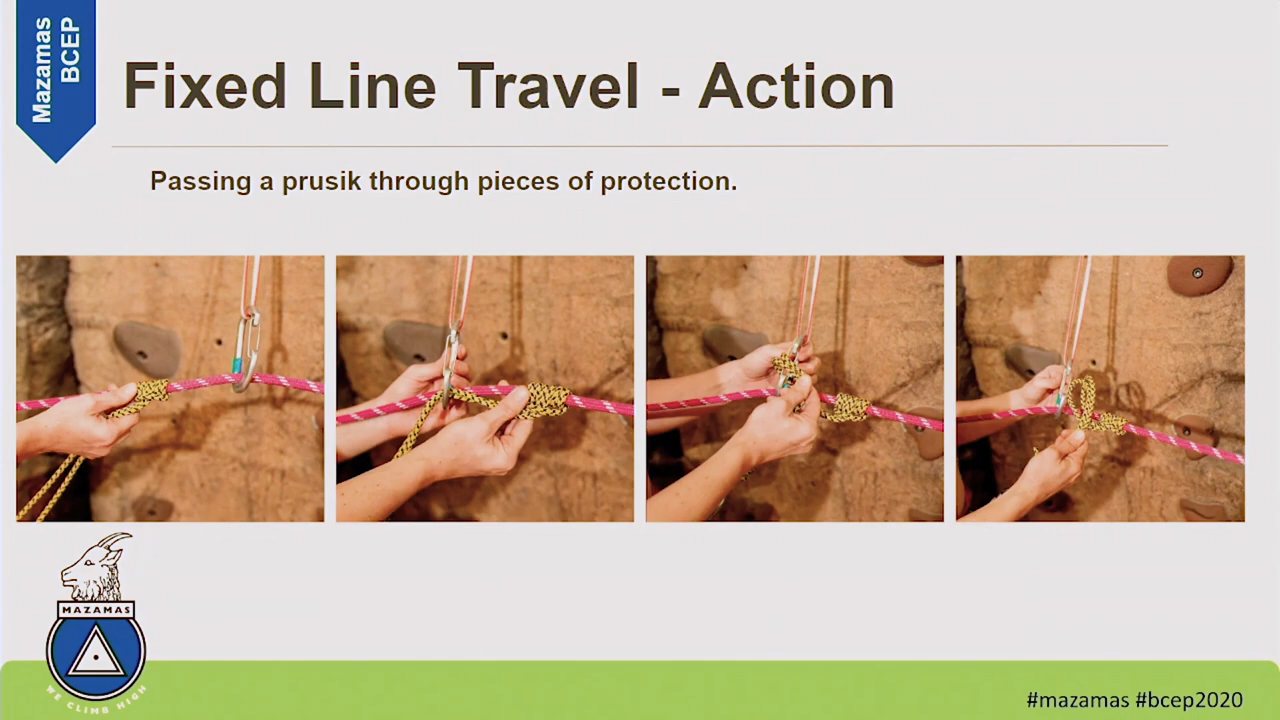 Mazamas
BCEP
Fixed Line Travel - Action
Passing a prusik through pieces of protection.
MAZAMAS
WE CLIMB HIGH
#mazamas #bcep2020